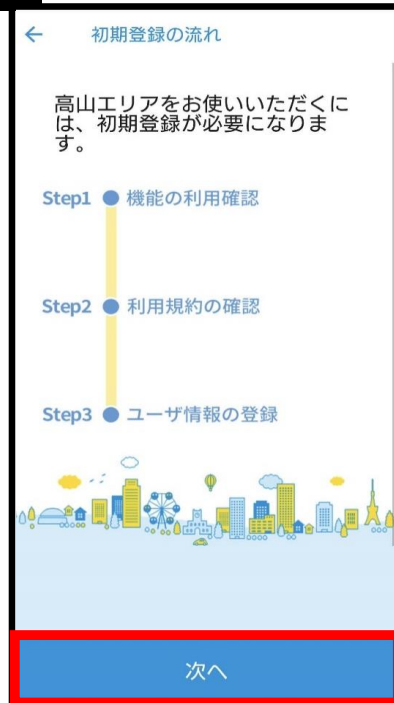 初期登録の流れ
高山エリアをお使いいただくに
は、初期登録が必要になりま
す。
Step1 機能の利用確認
Step2 利用規約の確認
Step3 ユーザ情報の登録
次へ